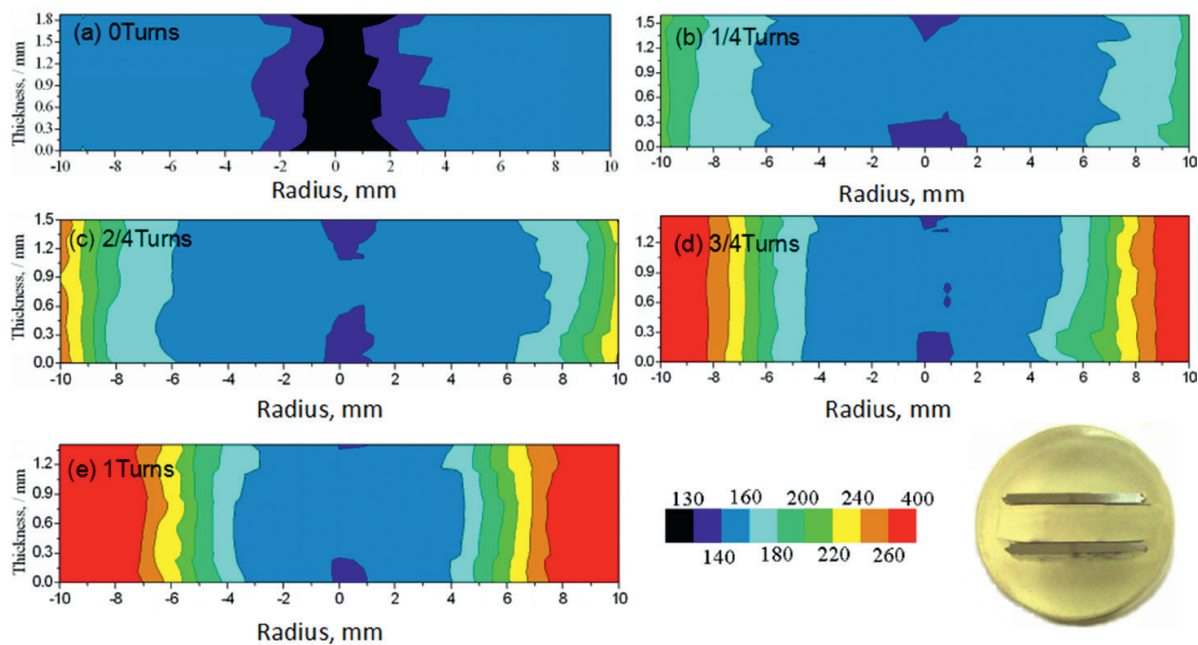 (a) 0Turns
Thickness, / mm
1.8
1.5
1.2
0.9
0.6
0.3
0.0
-10 -8 -6 -4 -2 0 2 4 6 8 10
Radius, mm
(b) 1/4Turns
1.5
1.2
0.9
0.6
0.3
0.0
-10 -8 -6 -4 -2 0 2 4 6 8 10
Radius, mm
(c) 2/4Turns
Thickness, / mm
1.5
1.2
0.9
0.6
0.3
0.0
-10 -8 -6 -4 -2 0 2 4 6 8 10
Radius, mm
(d) 3/4Turns
1.2
0.9
0.6
0.3
0.0
-10 -8 -6 -4 -2 0 2 4 6 8 10
Radius, mm
(e) 1Turns
Thickness, / mm
1.2
0.9
0.6
0.3
0.0
-10 -8 -6 -4 -2 0 2 4 6 8 10
Radius, mm
130 160 200 240 400
140 180 220 260